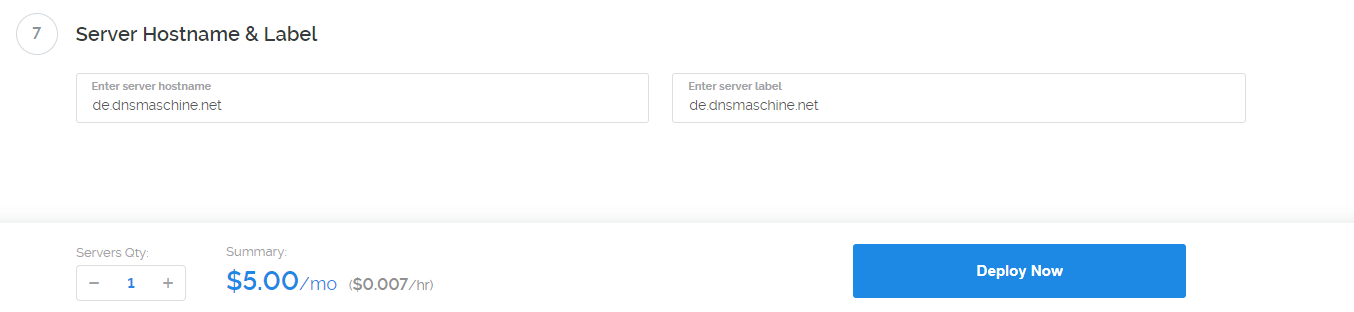 7
Server Hostname & Label
Enter server hostname
de.dnsmaschine.net
Enter server label
de.dnsmaschine.net
Servers Qty:
− 1 +
Summary:
$5.00/mo ($0.007/hr)
Deploy Now